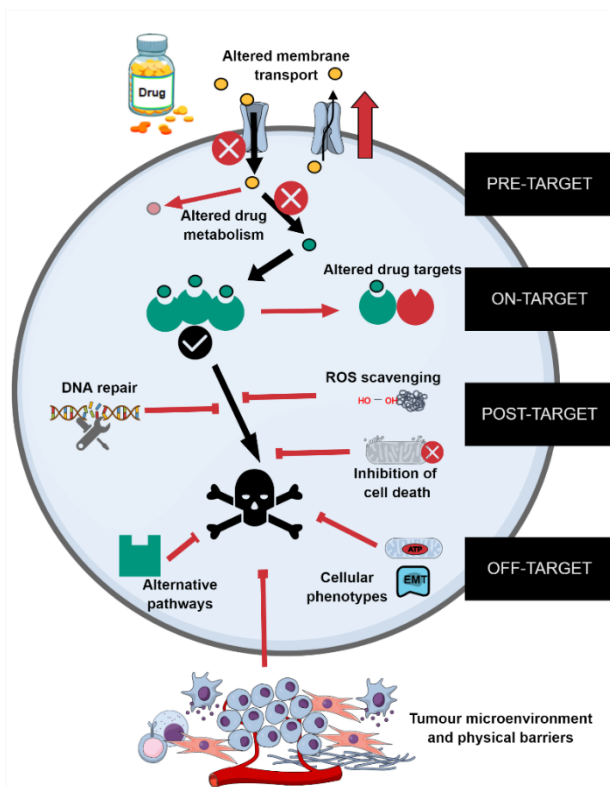 Altered membrane
transport
Drug
PRE-TARGET
Altered drug
metabolism
Altered drug targets
ON-TARGET
DNA repair
ROS scavenging
HO – OH
POST-TARGET
Inhibition of
cell death
ATP
EMT
Cellular
phenotypes
Alternative
pathways
OFF-TARGET
Tumour microenvironment
and physical barriers